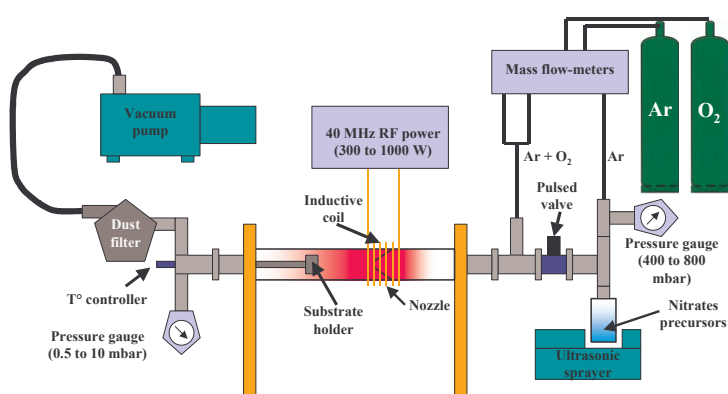 Mass flow-meters
Ar
O2
Vacuum
pump
40 MHz RF power
(300 to 1000 W)
Ar + O2
Ar
Pulsed
valve
Inductive
coil
Dust
filter
Pressure gauge
(400 to 800
mbar)
T° controller
Substrate
holder
Nozzle
Nitrates
precursors
Pressure gauge
(0.5 to 10 mbar)
Ultrasonic
sprayer